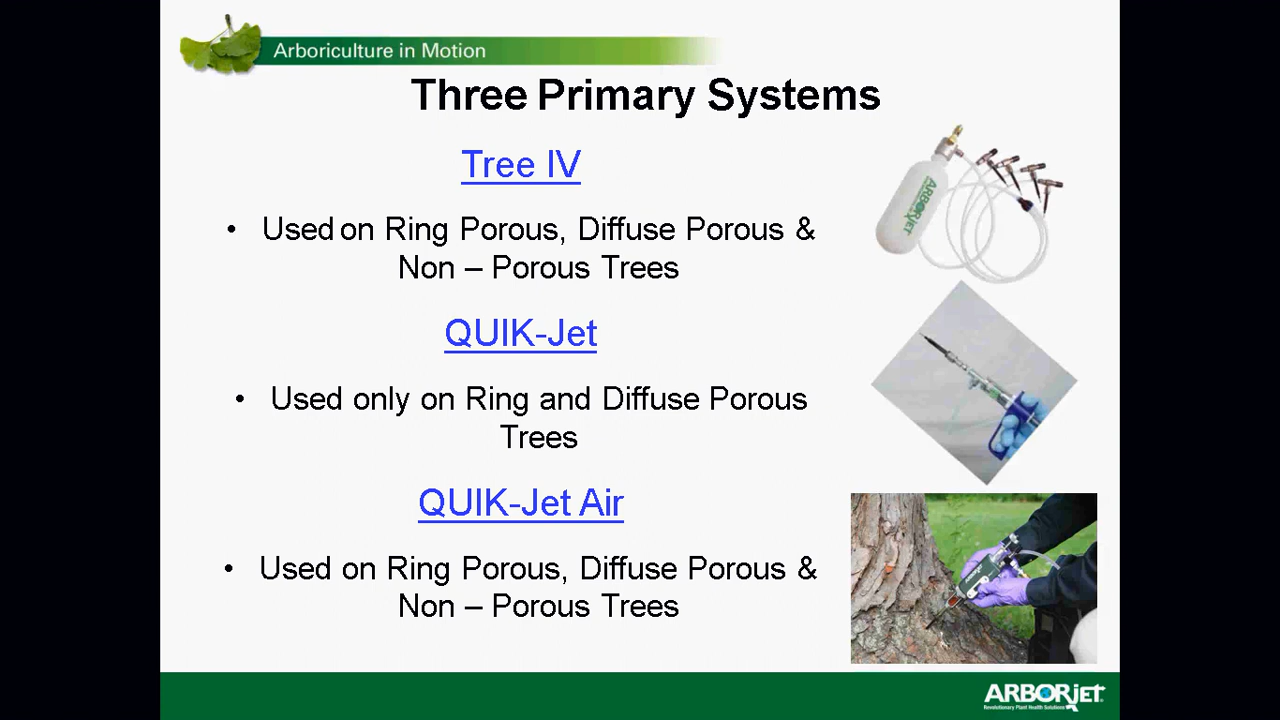 Arboriculture in Motion
Three Primary Systems
Tree IV
• Used on Ring Porous, Diffuse Porous &
Non – Porous Trees
QUIK-Jet
• Used only on Ring and Diffuse Porous
Trees
QUIK-Jet Air
• Used on Ring Porous, Diffuse Porous &
Non – Porous Trees
ARBORJET
ARBORjet
Revolutionary Plant Health Solutions